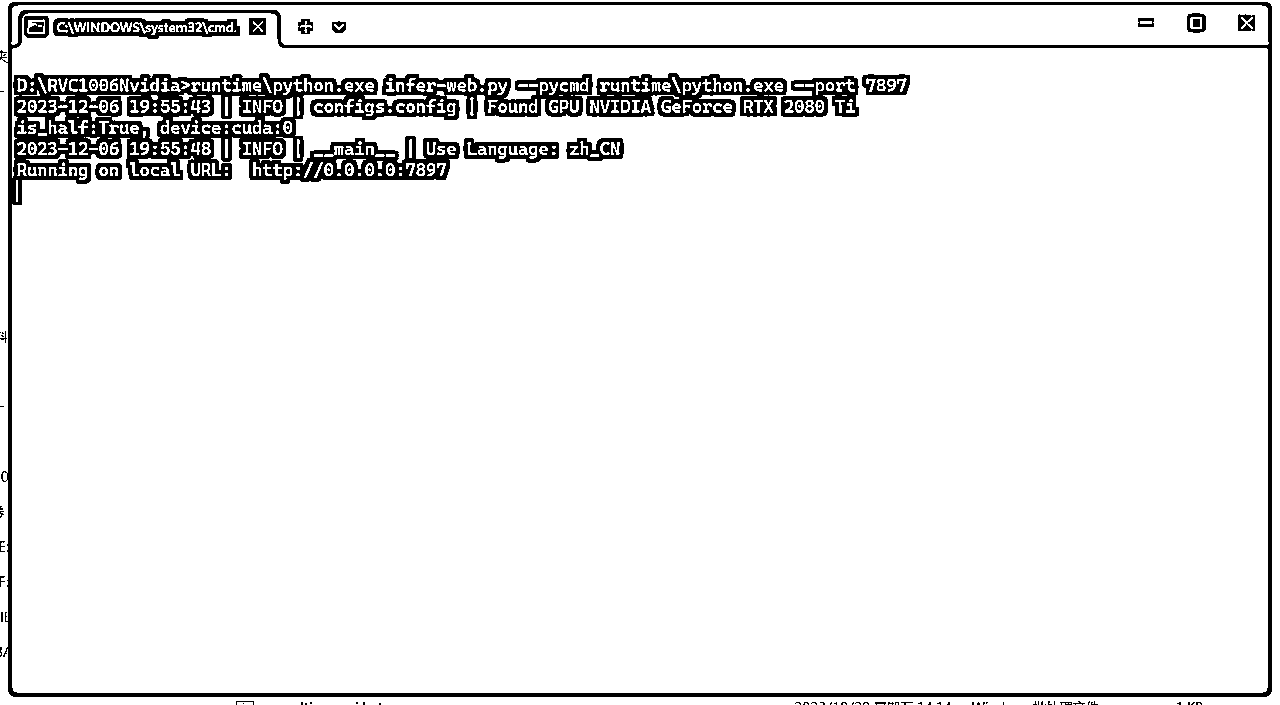 C:\WINDOWS\system32\cmd.
D:\RVC1006Nvidia>runtime\python.exe infer-web.py --pycmd runtime\python.exe --port 7897
2023-12-06 19:55:43 | INFO | configs.config | Found GPU NVIDIA GeForce RTX 2080 Ti
is_half:True, device:cuda:0
2023-12-06 19:55:48 | INFO | __main__ | Use Language: zh_CN
Running on local URL:  http://0.0.0.0:7897